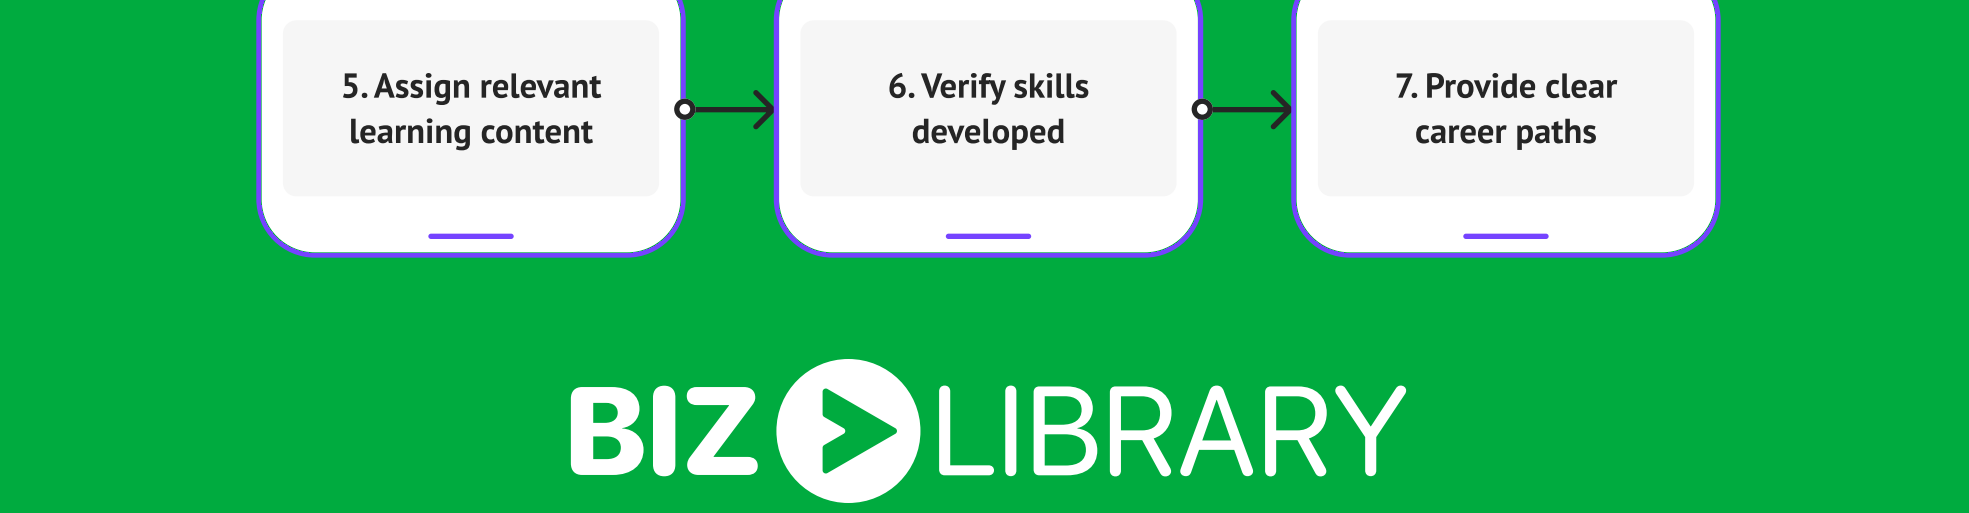 5. Assign relevant
learning content
6. Verify skills
developed
7. Provide clear
career paths
BIZ LIBRARY